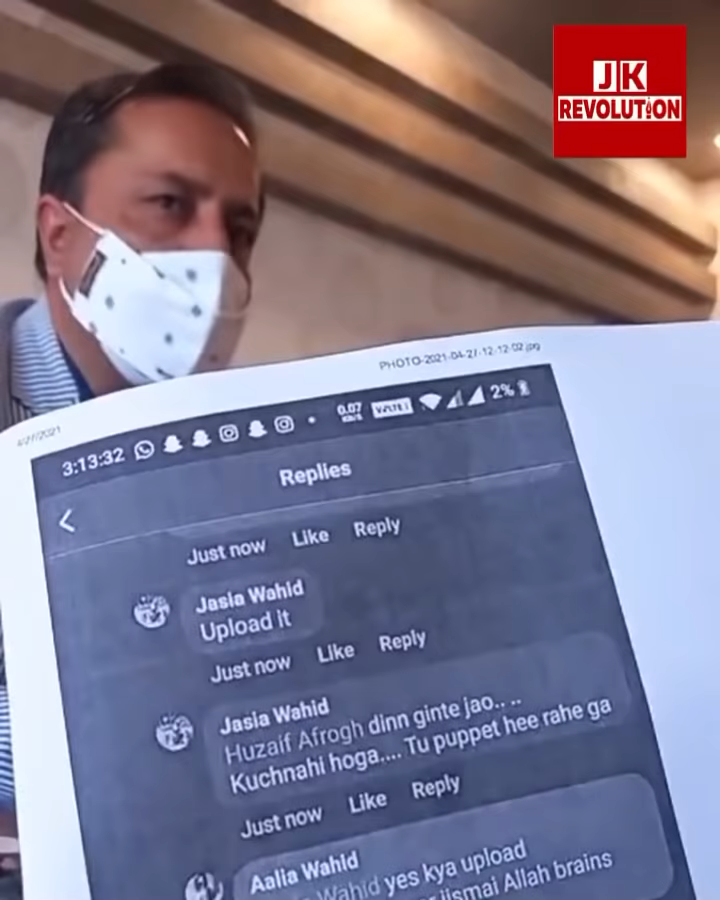 JK
REVOLUTION
PHOTO-2021-04-27-12-12-02.jpg
4/27/2021
3:13:32 0.07 KB/S VoLTE 2%
Replies
Just now Like Reply
Jasia Wahid
Upload it
Just now Like Reply
Jasia Wahid
Huzaif Afrogh dinn ginte jao.. ..
Kuchnahi hoga.... Tu puppet hee rahe ga
Just now Like Reply
Aalia Wahid
Wahid yes kya upload
jismai Allah brains